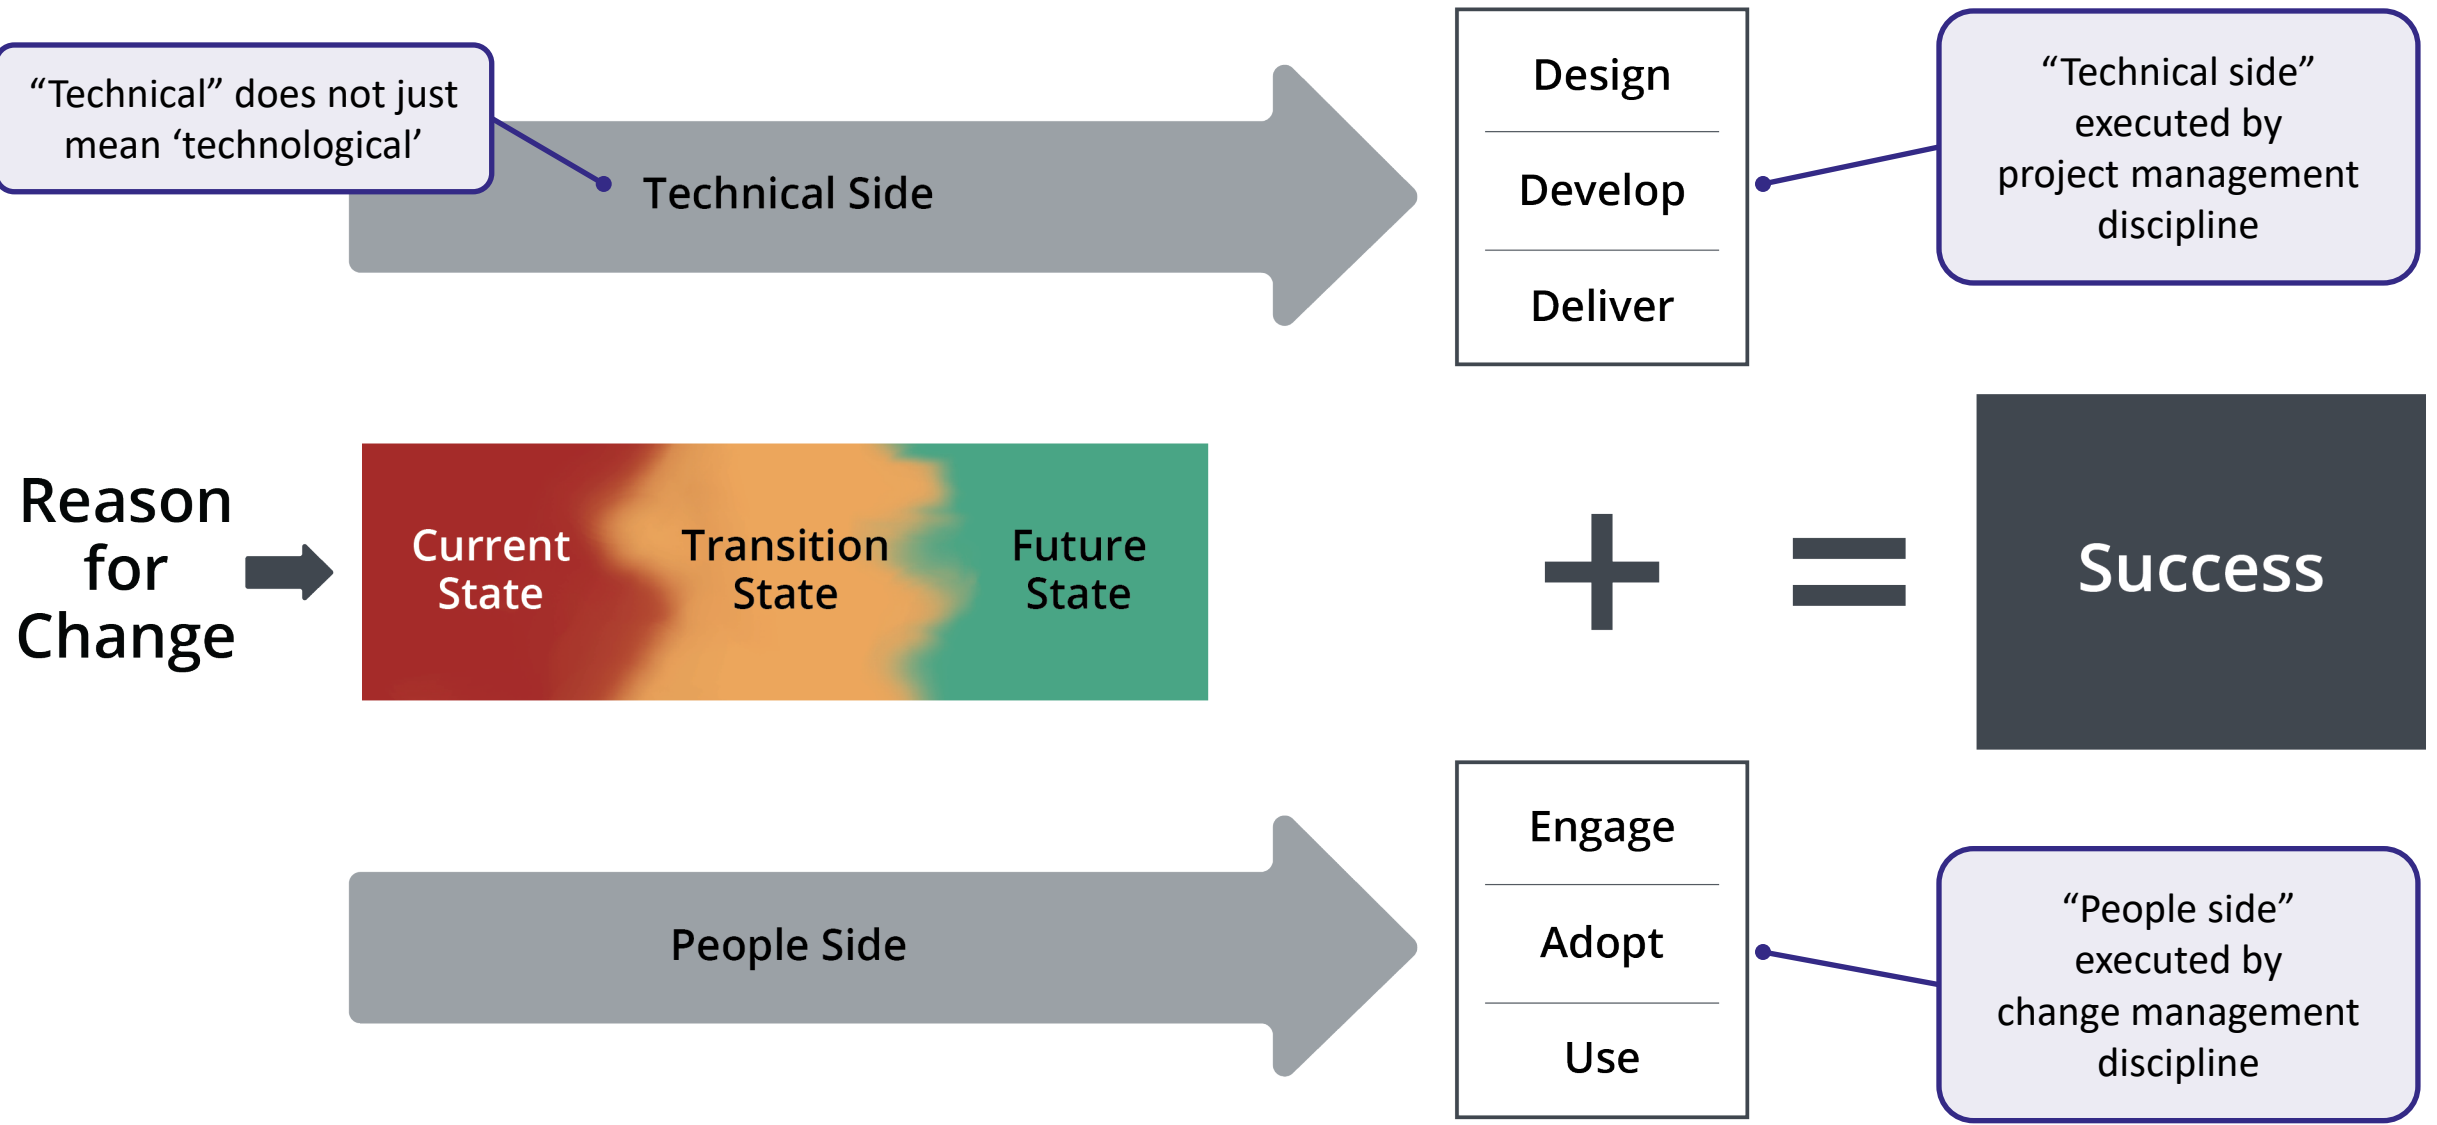 “Technical” does not just
mean ‘technological’
Technical Side
Design
Develop
Deliver
“Technical side”
executed by
project management
discipline
Reason
for
Change
Current
State
Transition
State
Future
State
+
=
Success
People Side
Engage
Adopt
Use
“People side”
executed by
change management
discipline